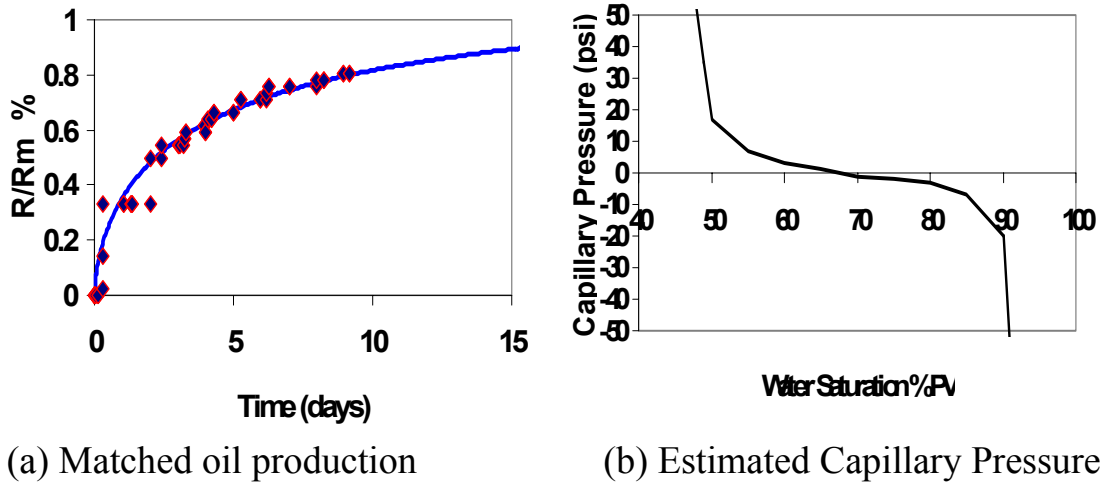 R/Rm %
1
0.8
0.6
0.4
0.2
0
0 5 10 15
Time (days)
(a) Matched oil production
Capillary Pressure (psi)
50
40
30
20
10
0
-10
-20
-30
-40
-50
40 50 60 70 80 90 100
Water Saturation % PV
(b) Estimated Capillary Pressure